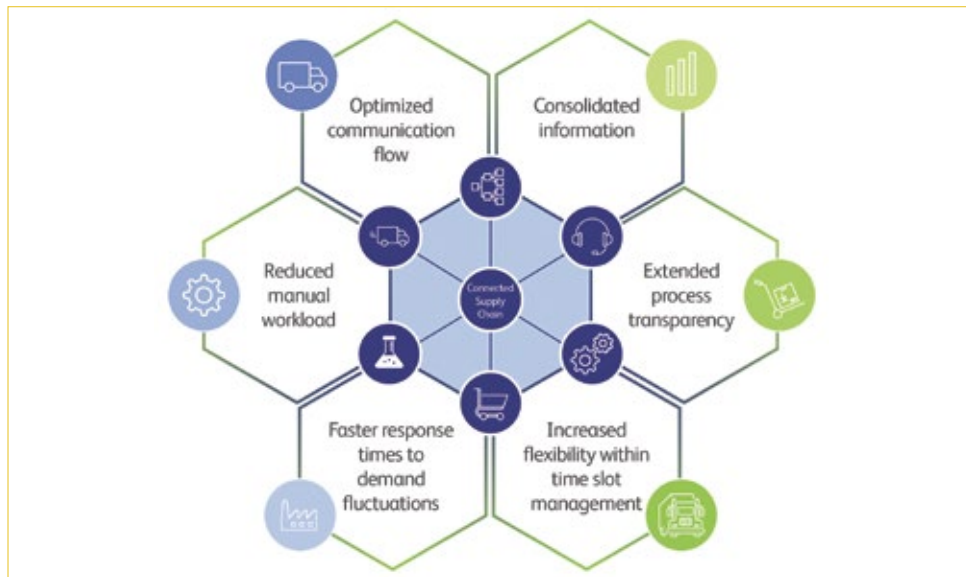 Optimized
communication
flow
Consolidated
information
Reduced
manual
workload
Connected
Supply
Chain
Extended
process
transparency
Faster response
times to
demand
fluctuations
Increased
flexibility within
time slot
management